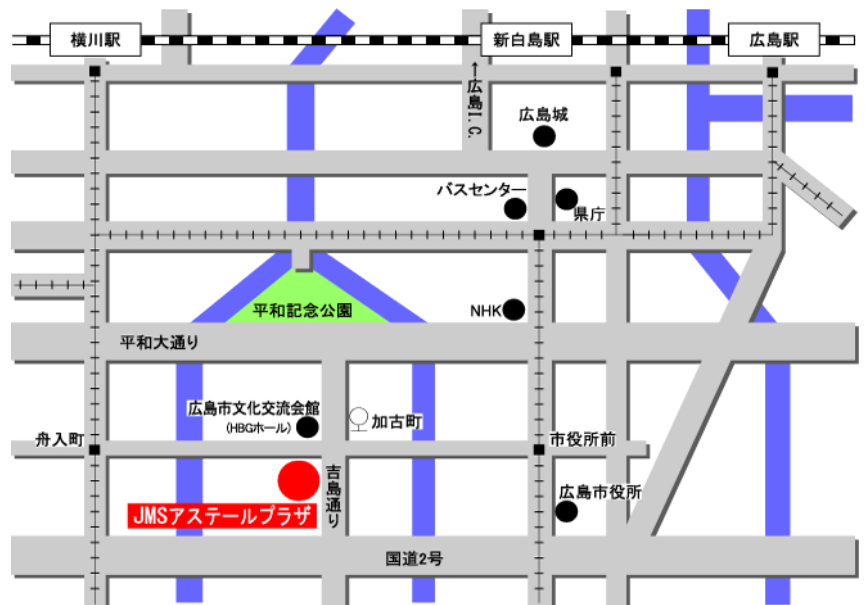 横川駅
新白島駅
広島駅
←広島I.C.
広島城
バスセンター
県庁
平和記念公園
NHK
平和大通り
広島市文化交流会館
(HBGホール)
加古町
舟入町
市役所前
吉島通り
広島市役所
JMSアステールプラザ
国道2号